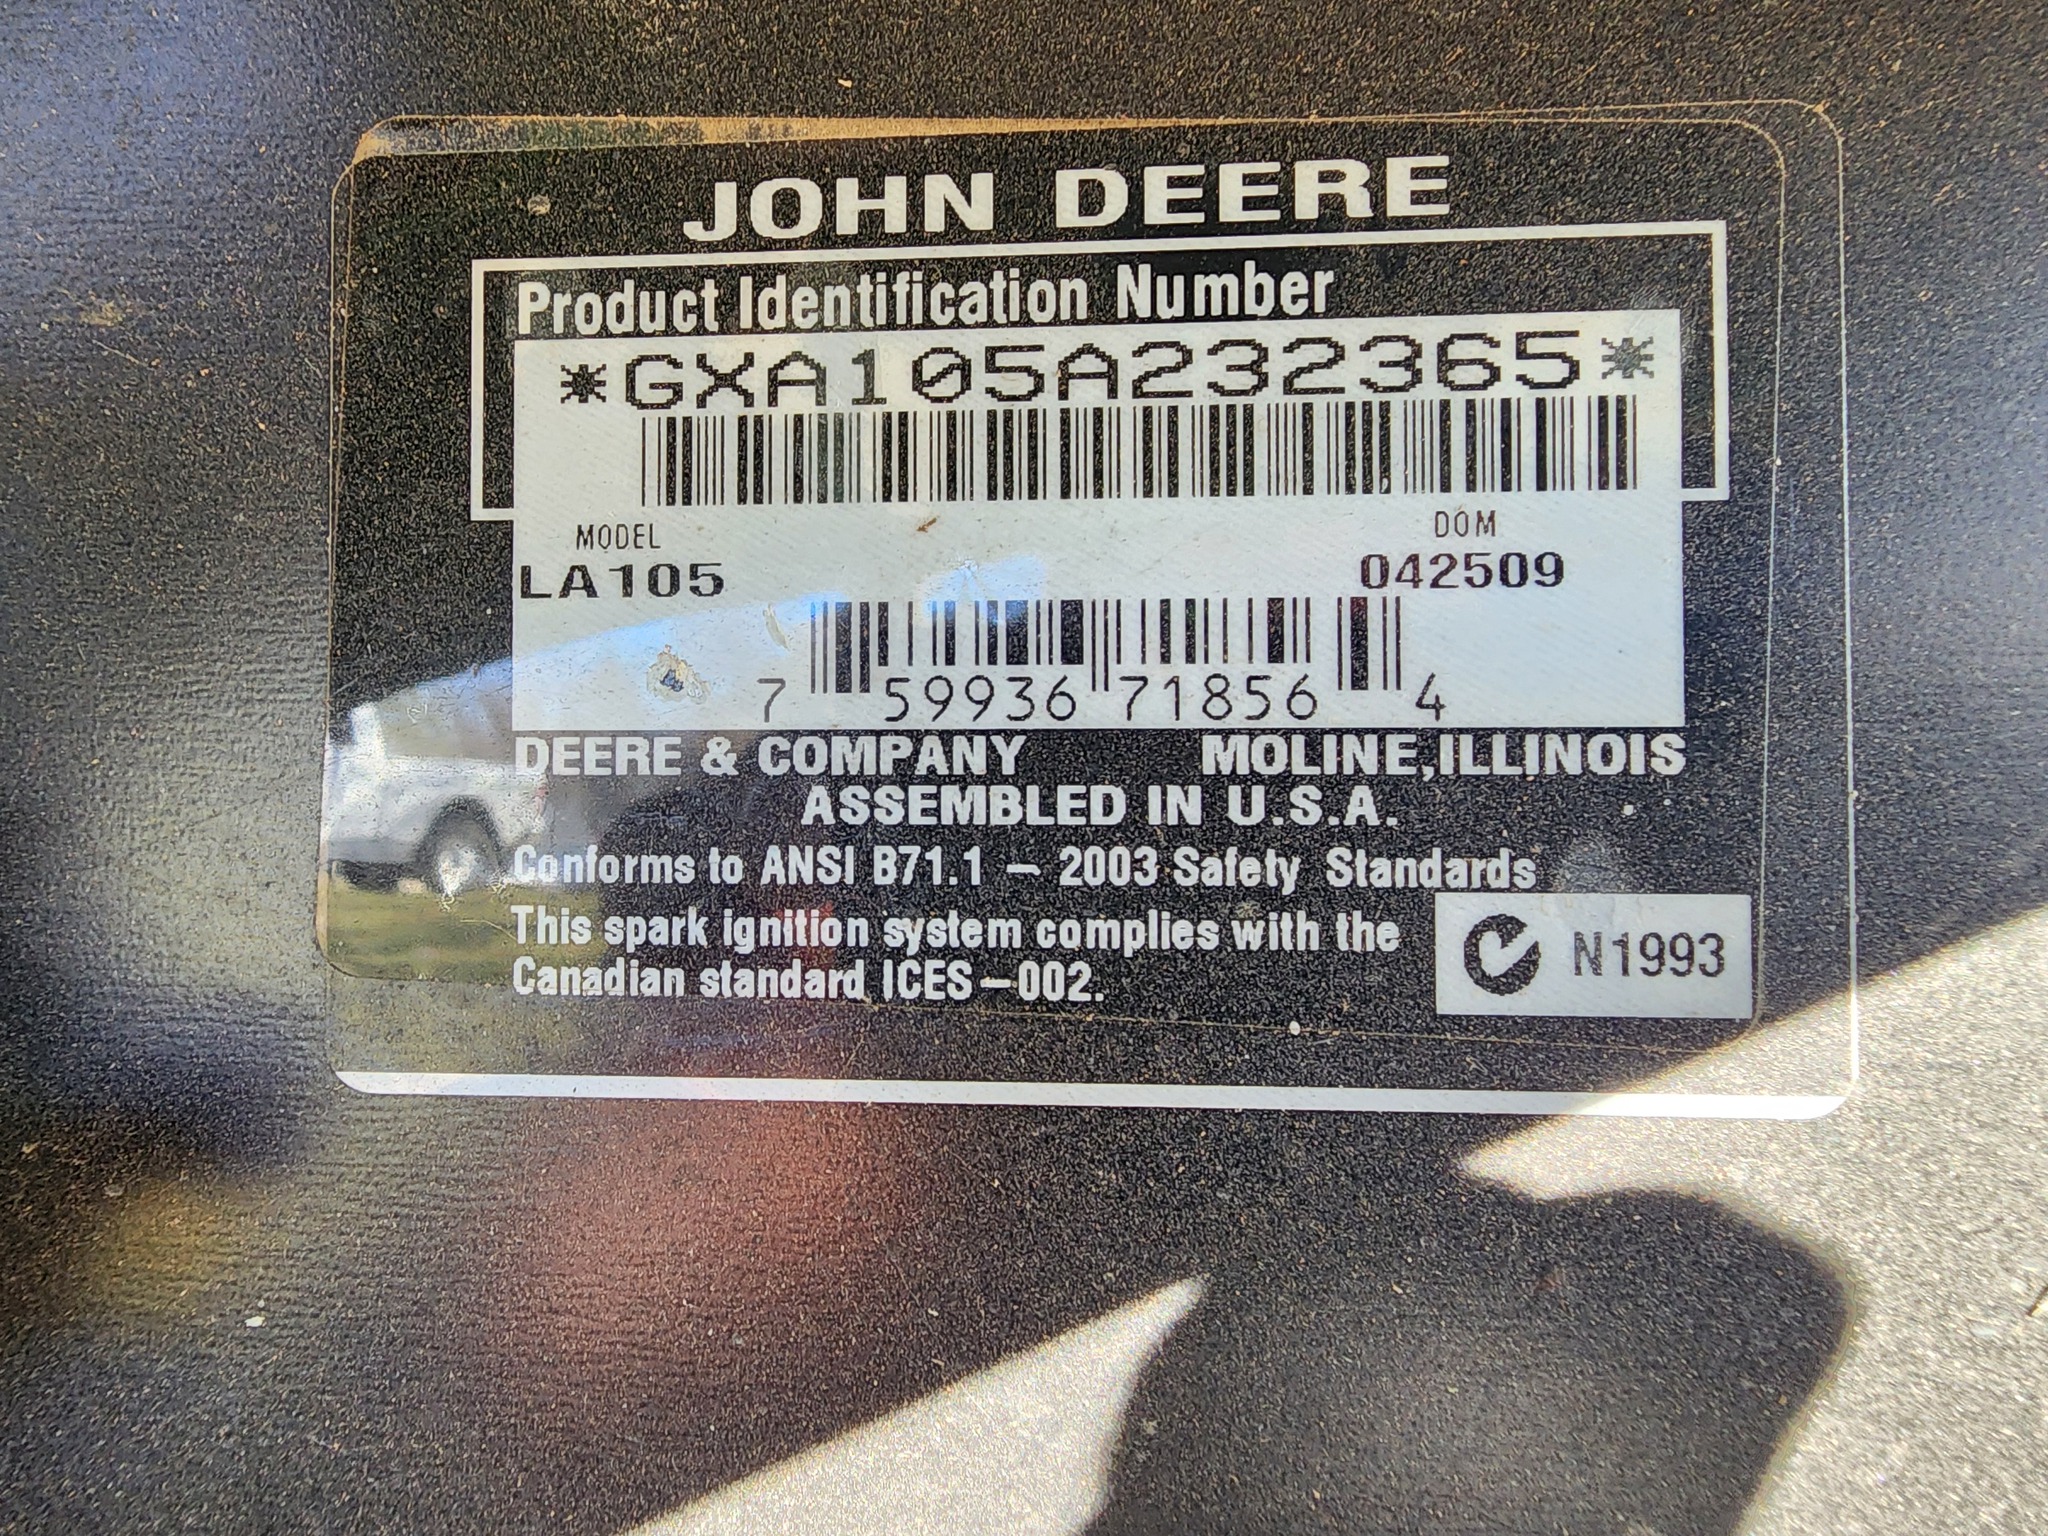 JOHN DEERE
Product Identification Number
*GXA105A232365*
MODEL DOM
LA105 042509
7 59936 71856 4
DEERE & COMPANY MOLINE, ILLINOIS
ASSEMBLED IN U.S.A.
Conforms to ANSI B71.1 – 2003 Safety Standards
This spark ignition system complies with the
Canadian standard ICES–002.
N1993